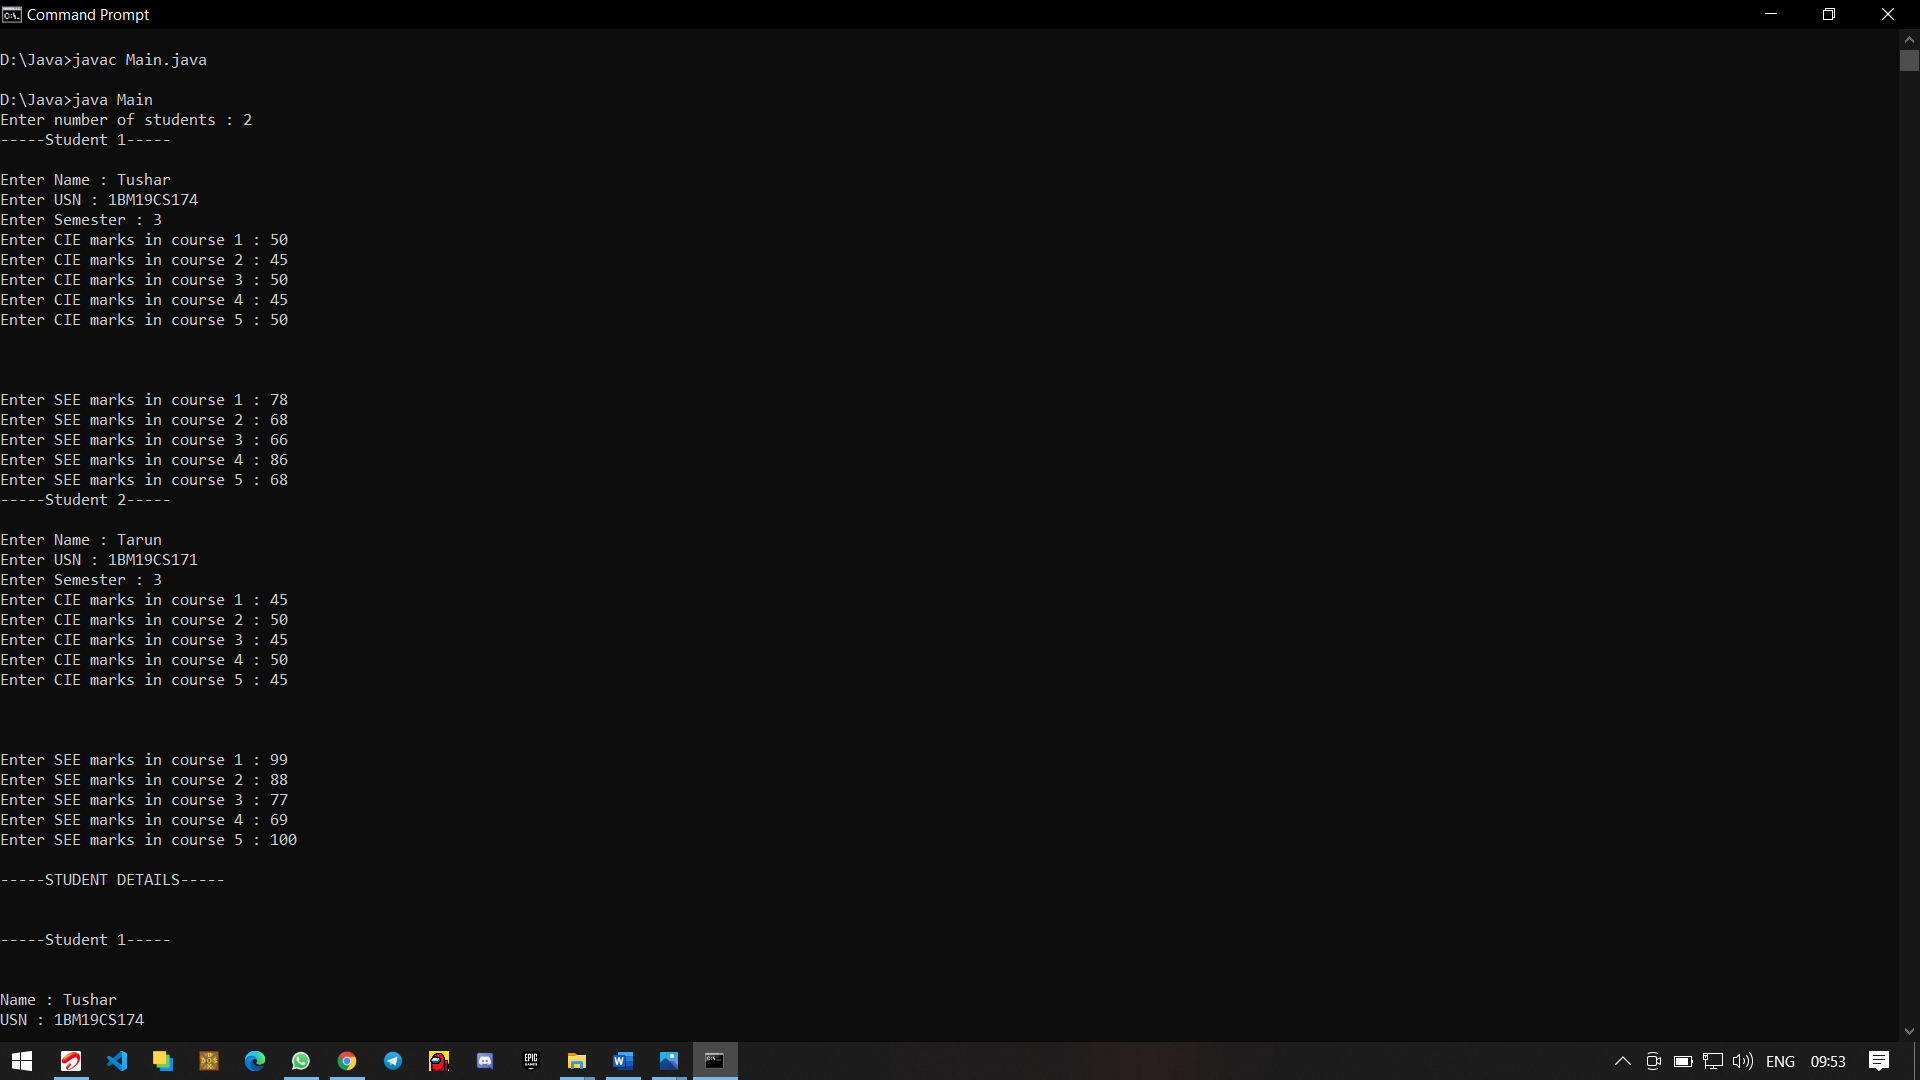 Command Prompt
D:\Java>javac Main.java
D:\Java>java Main
Enter number of students : 2
-----Student 1-----
Enter Name : Tushar
Enter USN : 1BM19CS174
Enter Semester : 3
Enter CIE marks in course 1 : 50
Enter CIE marks in course 2 : 45
Enter CIE marks in course 3 : 50
Enter CIE marks in course 4 : 45
Enter CIE marks in course 5 : 50
Enter SEE marks in course 1 : 78
Enter SEE marks in course 2 : 68
Enter SEE marks in course 3 : 66
Enter SEE marks in course 4 : 86
Enter SEE marks in course 5 : 68
-----Student 2-----
Enter Name : Tarun
Enter USN : 1BM19CS171
Enter Semester : 3
Enter CIE marks in course 1 : 45
Enter CIE marks in course 2 : 50
Enter CIE marks in course 3 : 45
Enter CIE marks in course 4 : 50
Enter CIE marks in course 5 : 45
Enter SEE marks in course 1 : 99
Enter SEE marks in course 2 : 88
Enter SEE marks in course 3 : 77
Enter SEE marks in course 4 : 69
Enter SEE marks in course 5 : 100
-----STUDENT DETAILS-----
-----Student 1-----
Name : Tushar
USN : 1BM19CS174
ENG 09:53